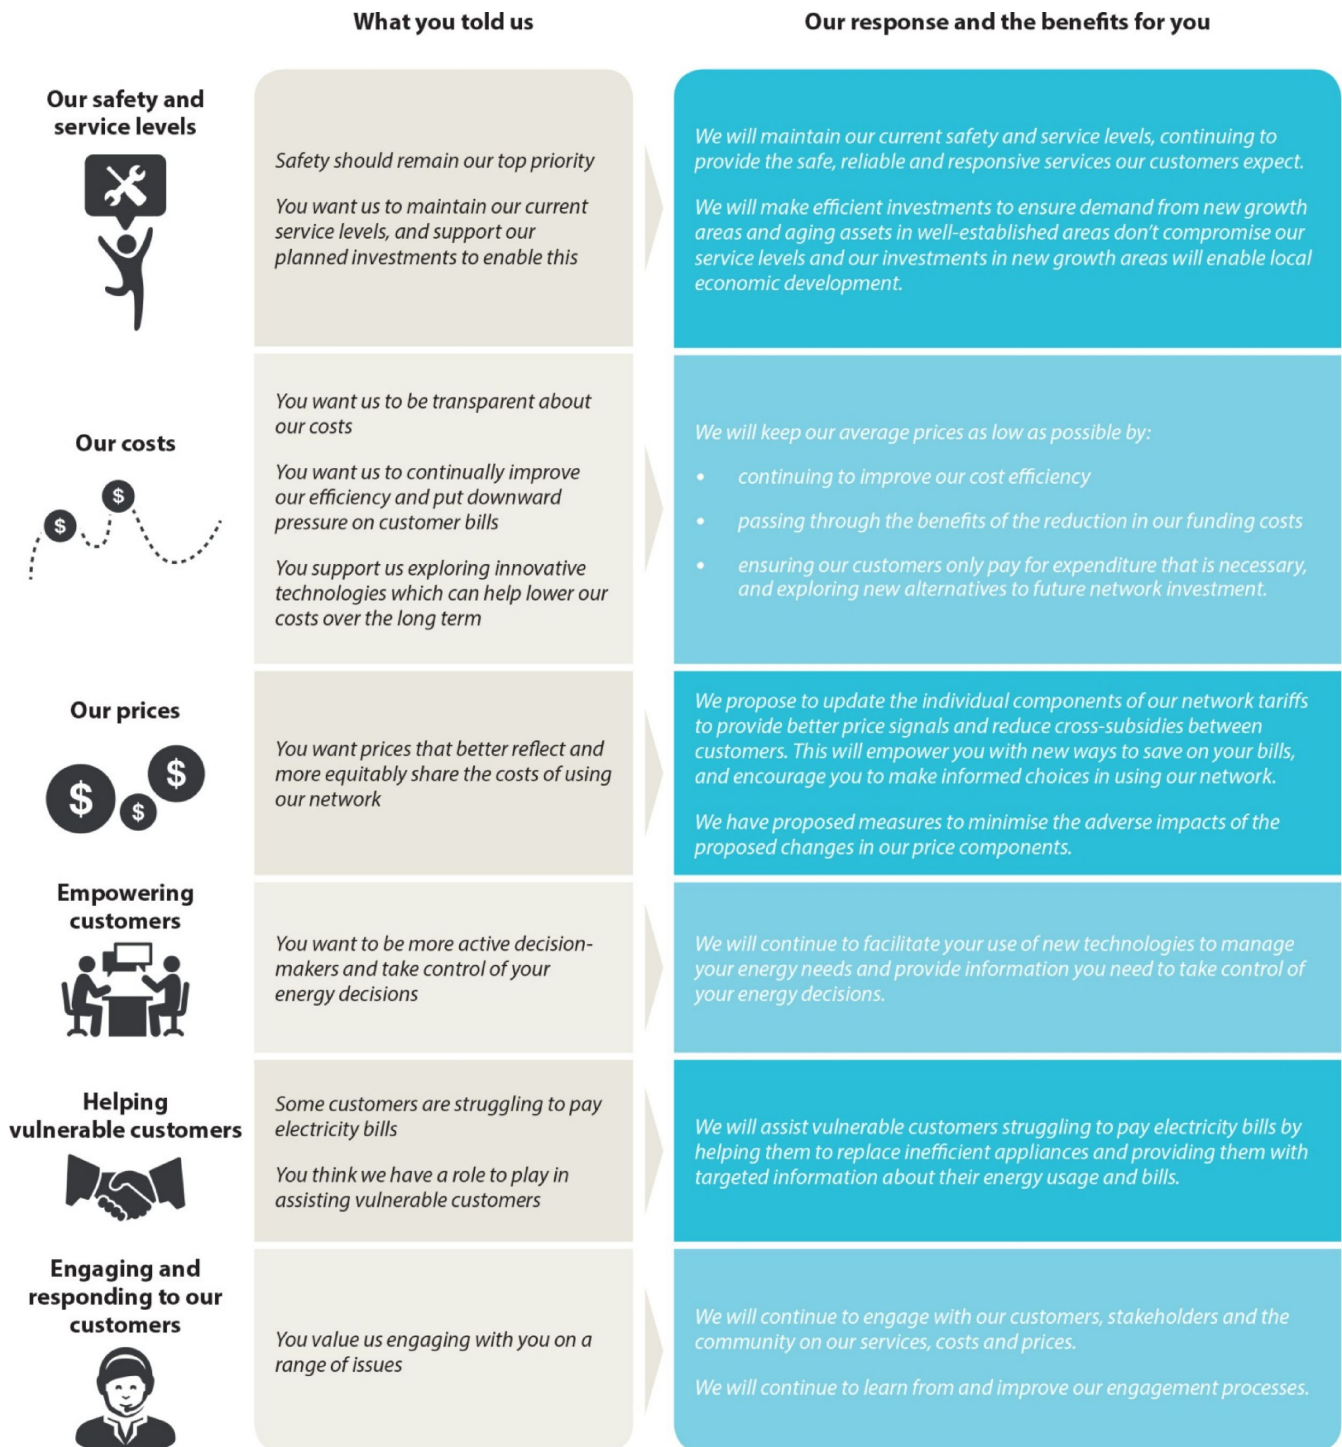 What you told us
Our response and the benefits for you
Our safety and
service levels
Safety should remain our top priority
You want us to maintain our current
service levels, and support our
planned investments to enable this
We will maintain our current safety and service levels, continuing to
provide the safe, reliable and responsive services our customers expect.
We will make efficient investments to ensure demand from new growth
areas and aging assets in well-established areas don't compromise our
service levels and our investments in new growth areas will enable local
economic development.
Our costs
$
$
You want us to be transparent about
our costs
You want us to continually improve
our efficiency and put downward
pressure on customer bills
You support us exploring innovative
technologies which can help lower our
costs over the long term
We will keep our average prices as low as possible by:
• continuing to improve our cost efficiency
• passing through the benefits of the reduction in our funding costs
• ensuring our customers only pay for expenditure that is necessary,
and exploring new alternatives to future network investment.
Our prices
$
$
$
You want prices that better reflect and
more equitably share the costs of using
our network
We propose to update the individual components of our network tariffs
to provide better price signals and reduce cross-subsidies between
customers. This will empower you with new ways to save on your bills,
and encourage you to make informed choices in using our network.
We have proposed measures to minimise the adverse impacts of the
proposed changes in our price components.
Empowering
customers
You want to be more active decision-
makers and take control of your
energy decisions
We will continue to facilitate your use of new technologies to manage
your energy needs and provide information you need to take control of
your energy decisions.
Helping
vulnerable customers
Some customers are struggling to pay
electricity bills
You think we have a role to play in
assisting vulnerable customers
We will assist vulnerable customers struggling to pay electricity bills by
helping them to replace inefficient appliances and providing them with
targeted information about their energy usage and bills.
Engaging and
responding to our
customers
You value us engaging with you on a
range of issues
We will continue to engage with our customers, stakeholders and the
community on our services, costs and prices.
We will continue to learn from and improve our engagement processes.